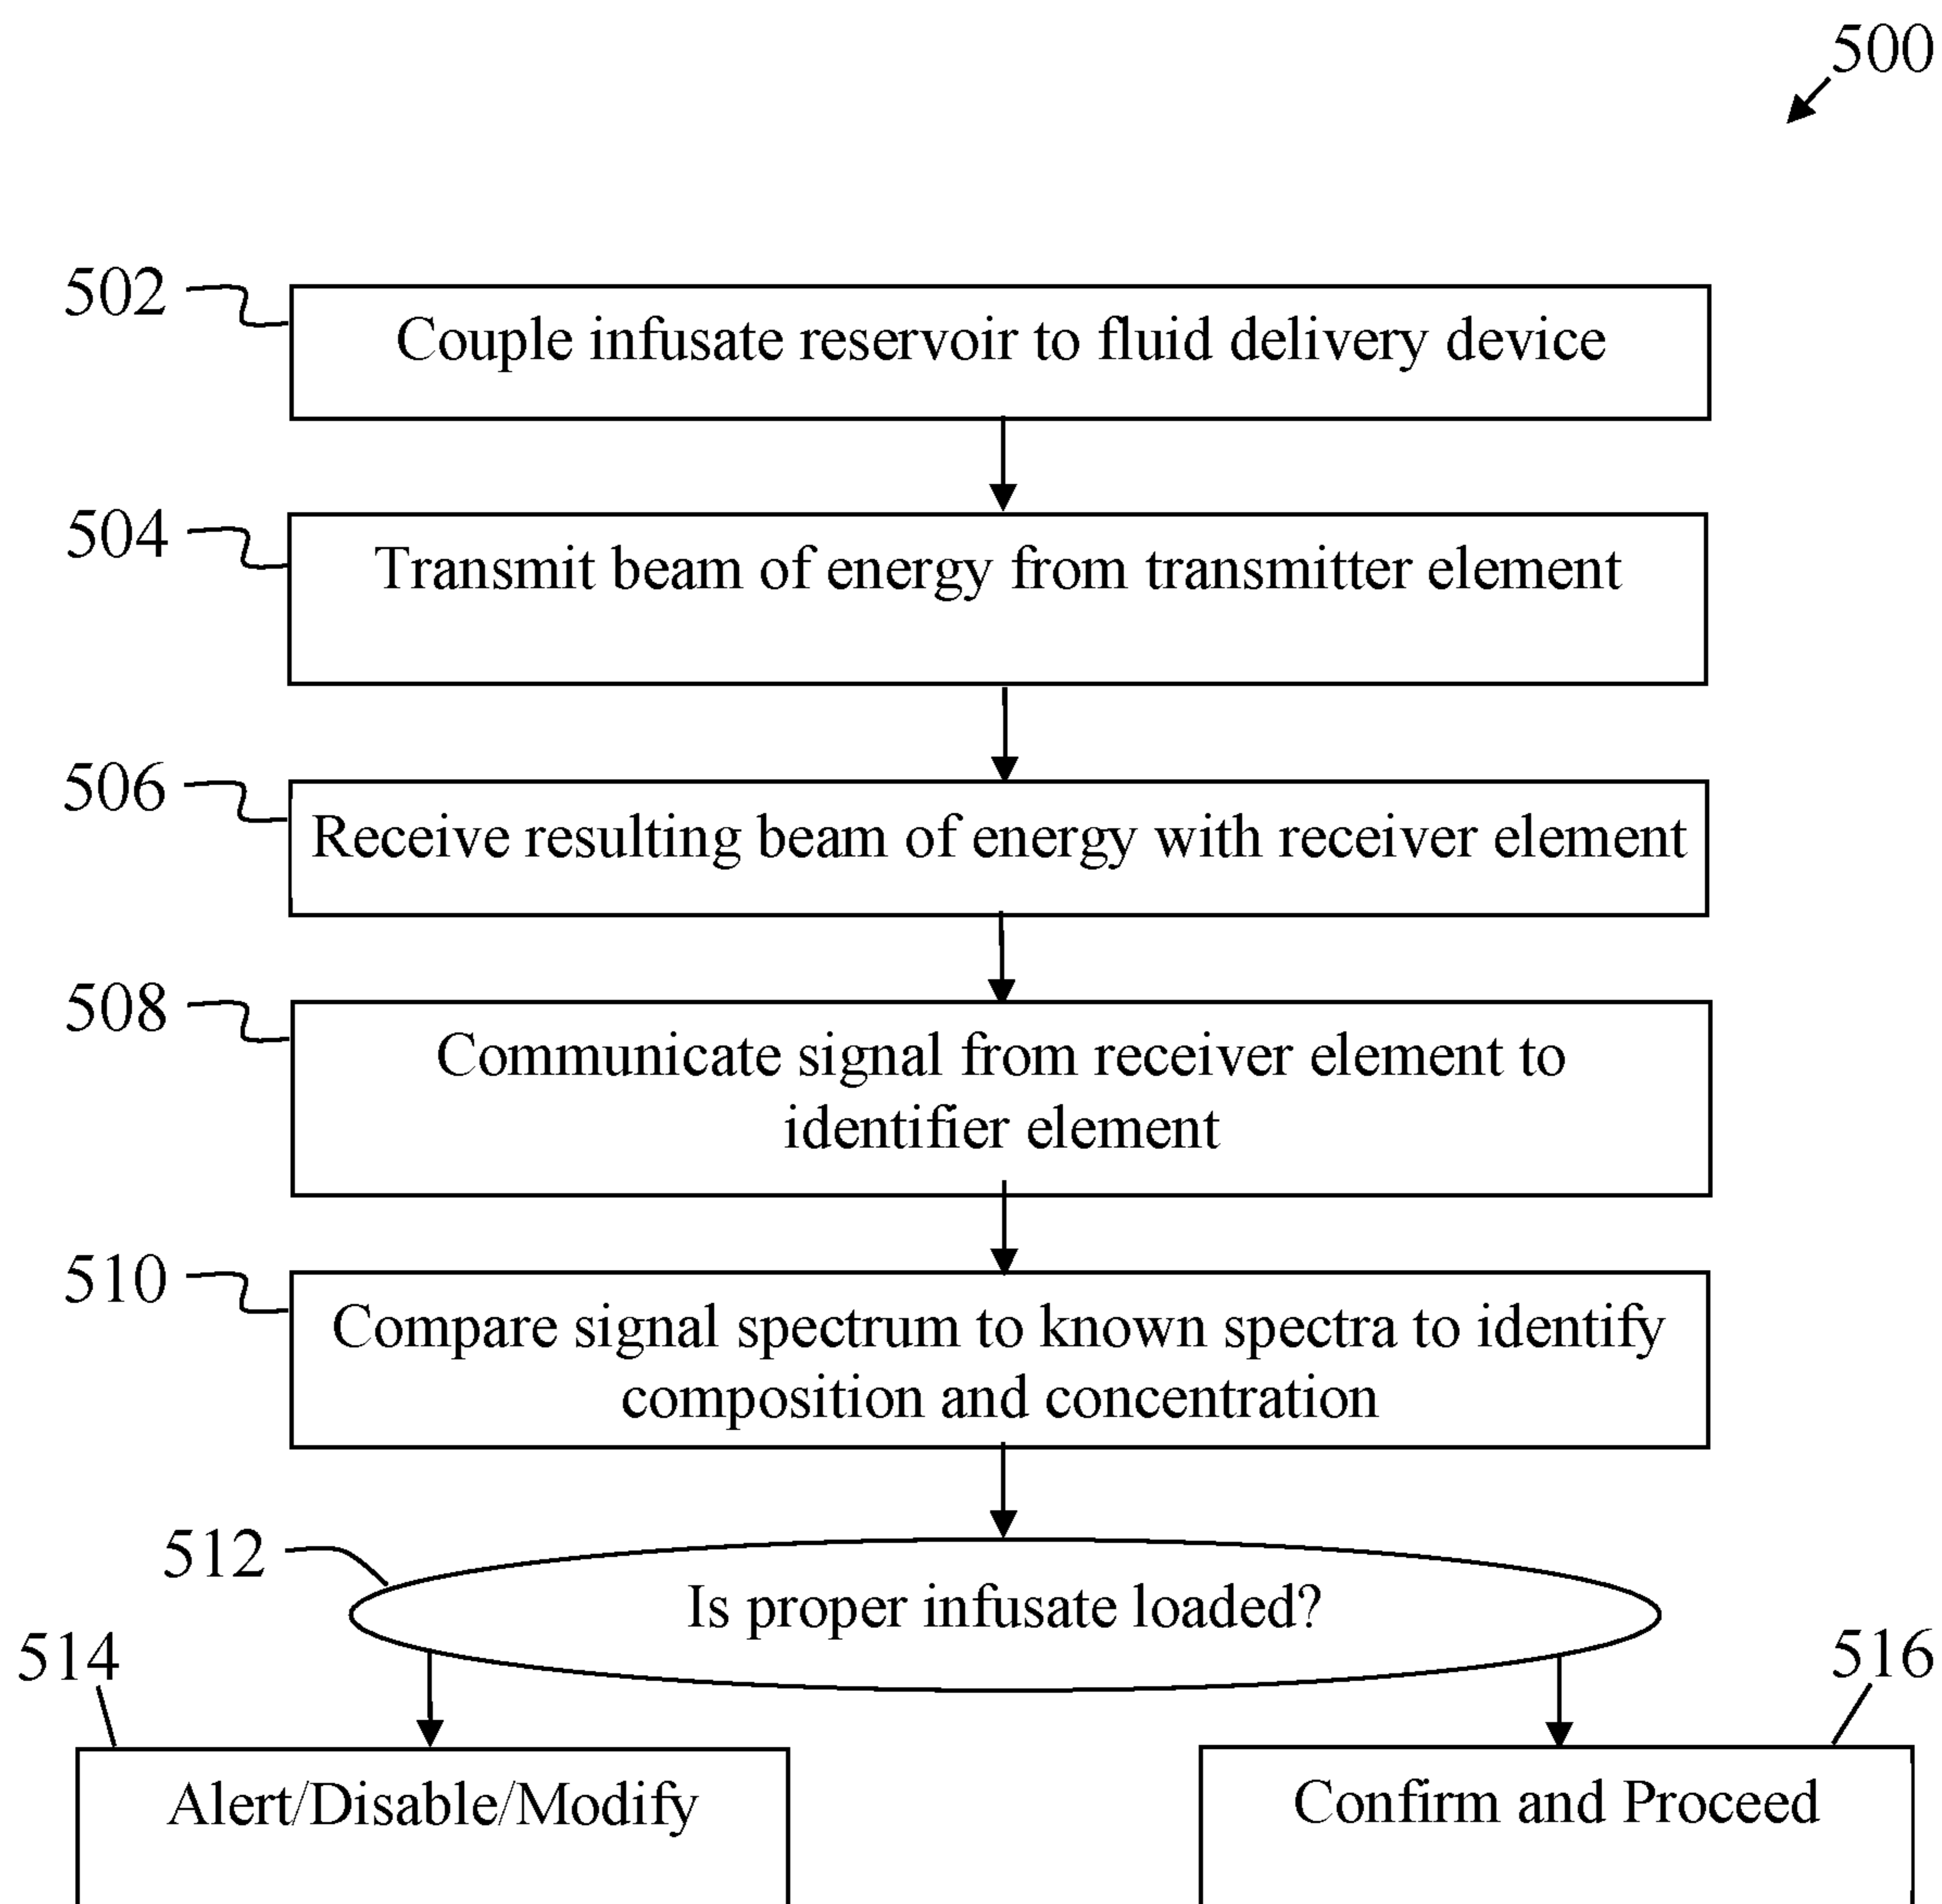 500
502
Couple infusate reservoir to fluid delivery device
504
Transmit beam of energy from transmitter element
506
Receive resulting beam of energy with receiver element
508
Communicate signal from receiver element to
identifier element
510
Compare signal spectrum to known spectra to identify
composition and concentration
512
Is proper infusate loaded?
514
516
Alert/Disable/Modify
Confirm and Proceed